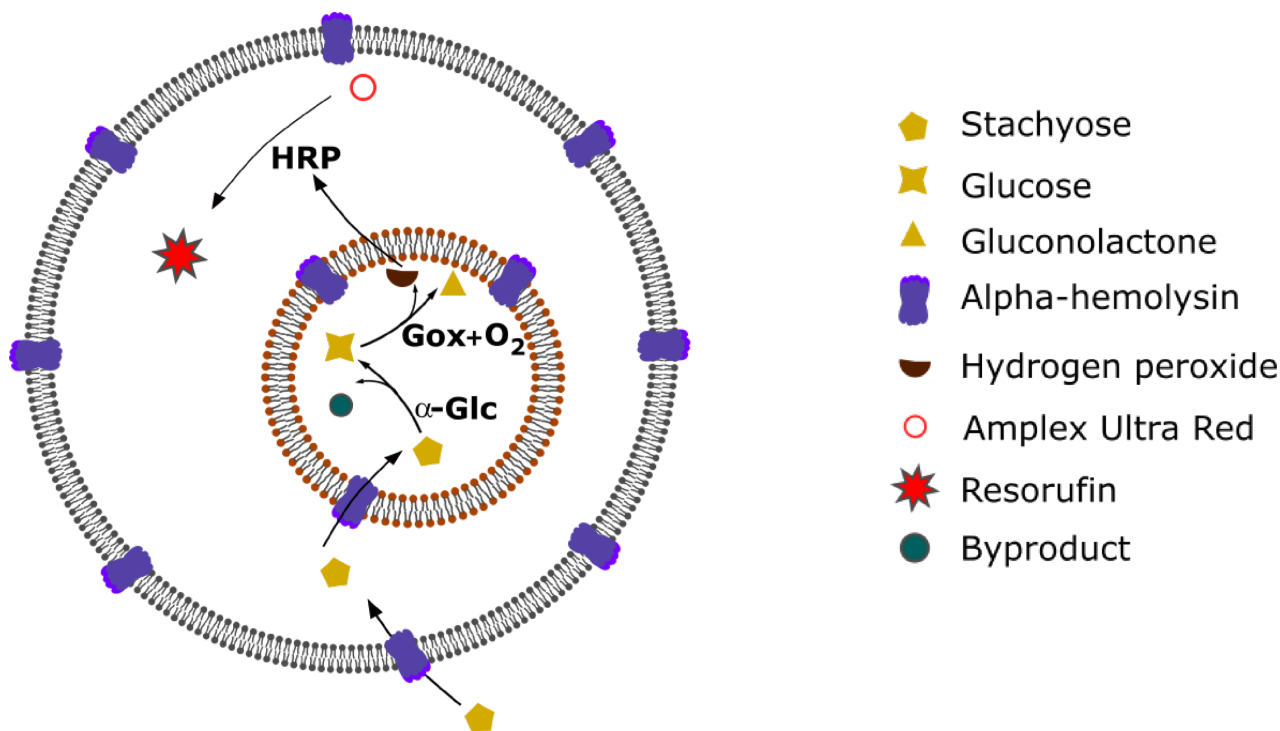 HRP
Gox+O2
α-Glc
Stachyose
Glucose
Gluconolactone
Alpha-hemolysin
Hydrogen peroxide
Amplex Ultra Red
Resorufin
Byproduct